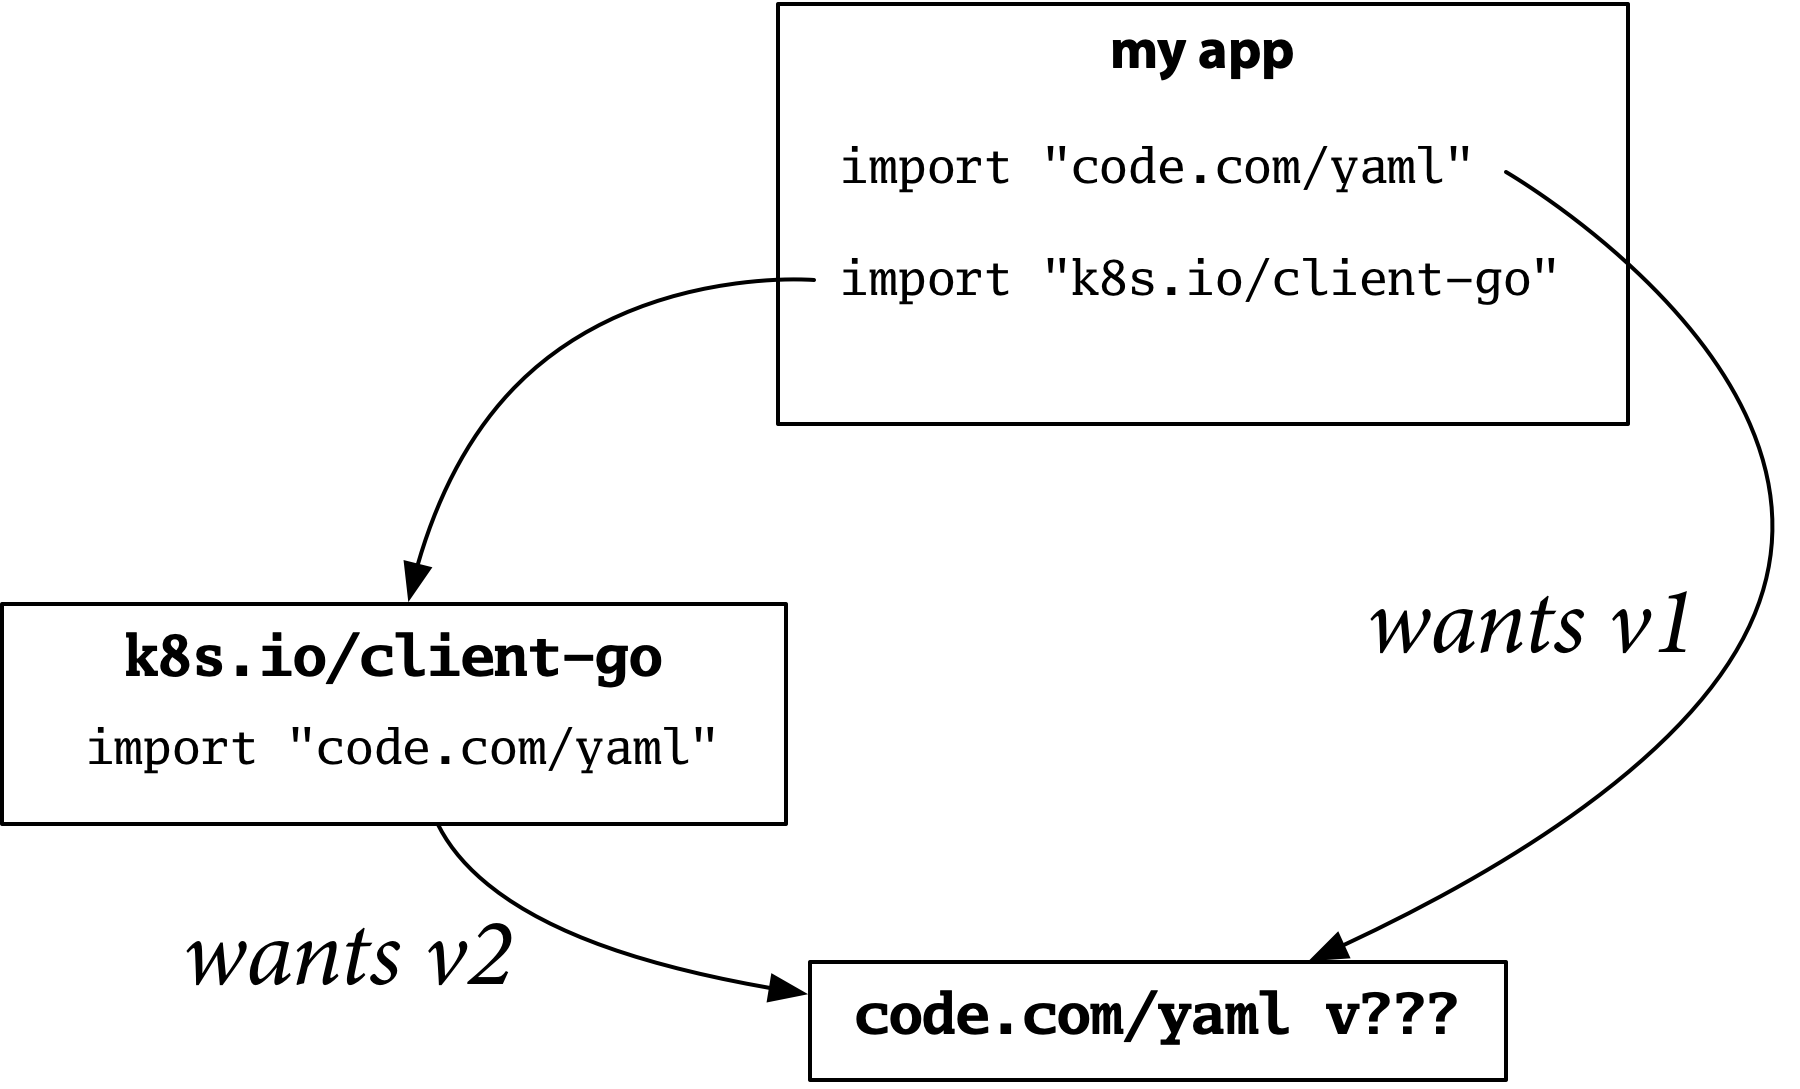 my app
import "code.com/yaml"
import "k8s.io/client-go"
wants v1
k8s.io/client-go
import "code.com/yaml"
wants v2
code.com/yaml v???